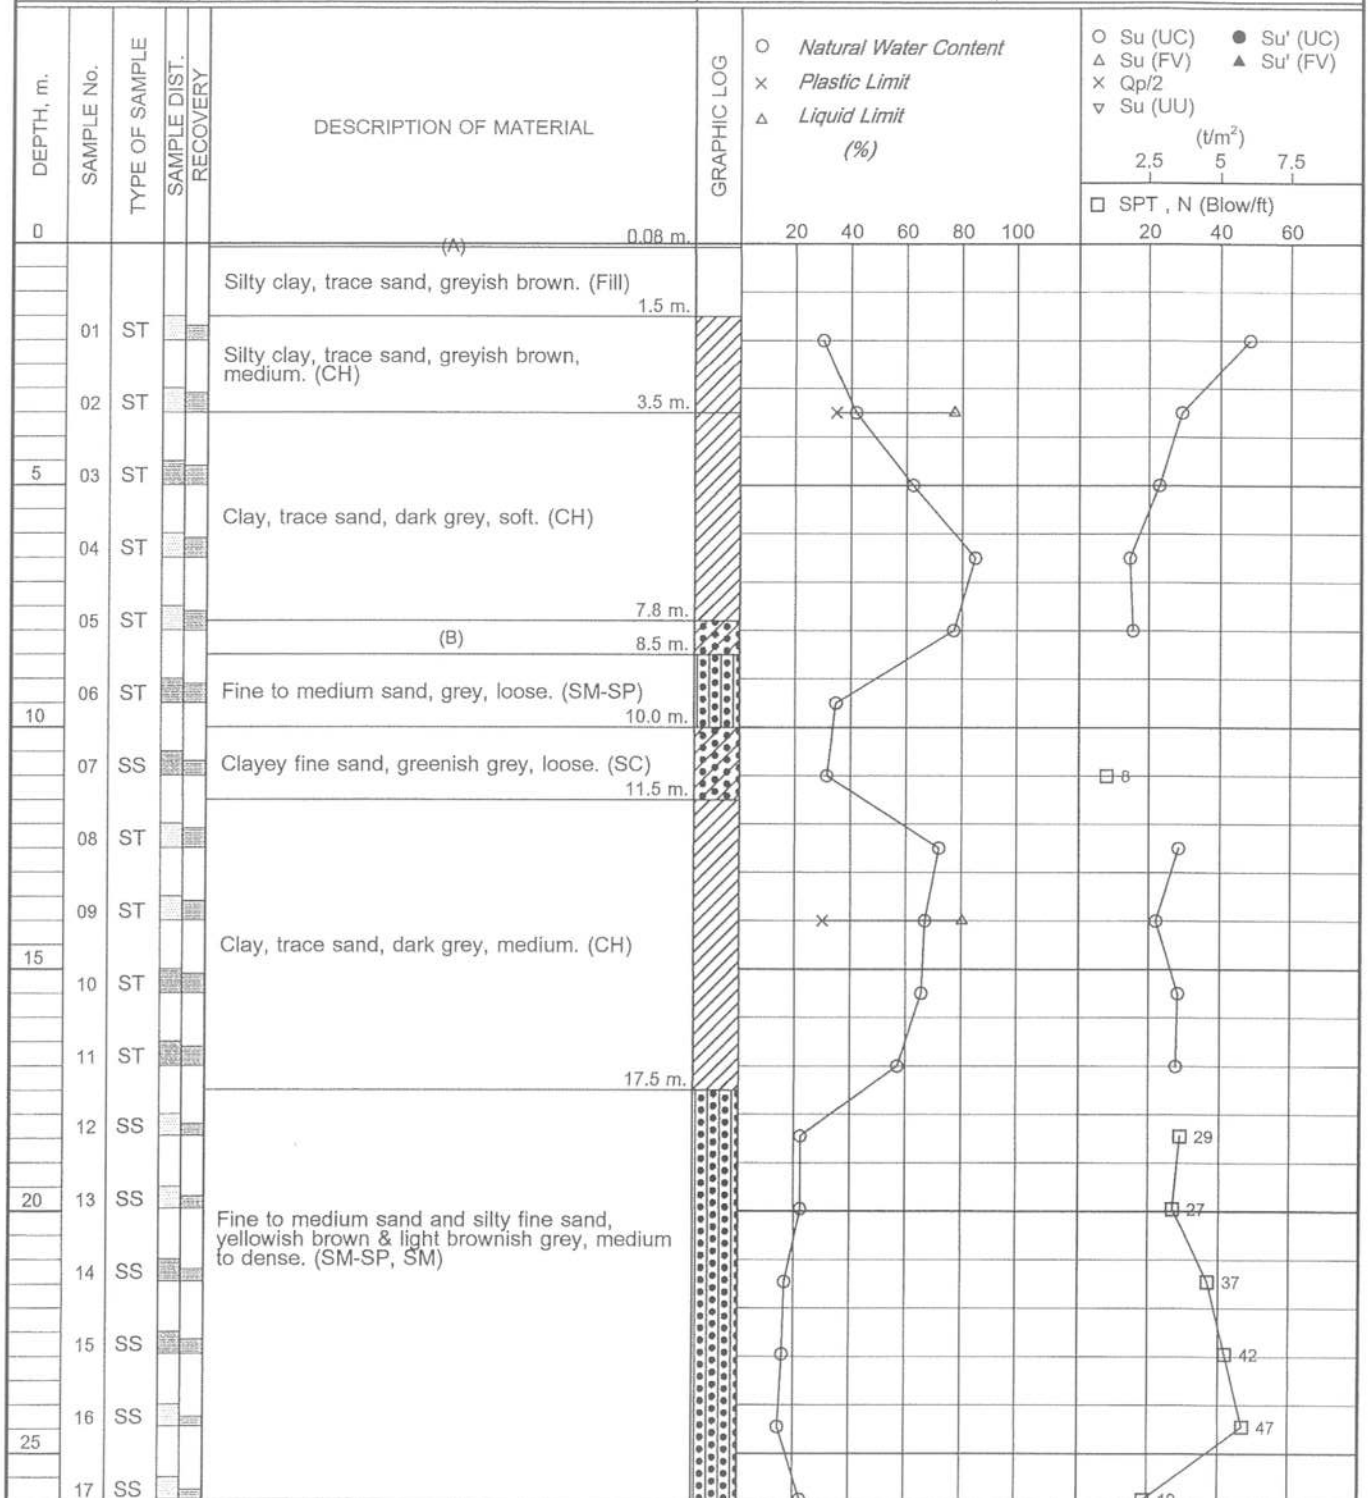 DEPTH, m.
SAMPLE No.
TYPE OF SAMPLE
SAMPLE DIST.
RECOVERY
DESCRIPTION OF MATERIAL
GRAPHIC LOG
Natural Water Content
Plastic Limit
Liquid Limit
(%)
Su (UC) Su' (UC)
Su (FV) Su' (FV)
Qp/2
Su (UU)
(t/m²)
2.5 5 7.5
SPT , N (Blow/ft)
0 0.08 m. 20 40 60 80 100 20 40 60
(A)
Silty clay, trace sand, greyish brown. (Fill)
1.5 m.
01 ST
Silty clay, trace sand, greyish brown,
medium. (CH)
02 ST 3.5 m.
5 03 ST
Clay, trace sand, dark grey, soft. (CH)
04 ST
7.8 m.
05 ST
(B) 8.5 m.
06 ST Fine to medium sand, grey, loose. (SM-SP)
10 10.0 m.
07 SS Clayey fine sand, greenish grey, loose. (SC) 8
11.5 m.
08 ST
09 ST
Clay, trace sand, dark grey, medium. (CH)
15
10 ST
11 ST
17.5 m.
12 SS 29
20 13 SS 27
Fine to medium sand and silty fine sand,
yellowish brown & light brownish grey, medium
to dense. (SM-SP, SM)
14 SS 37
15 SS 42
16 SS 47
25
17 SS